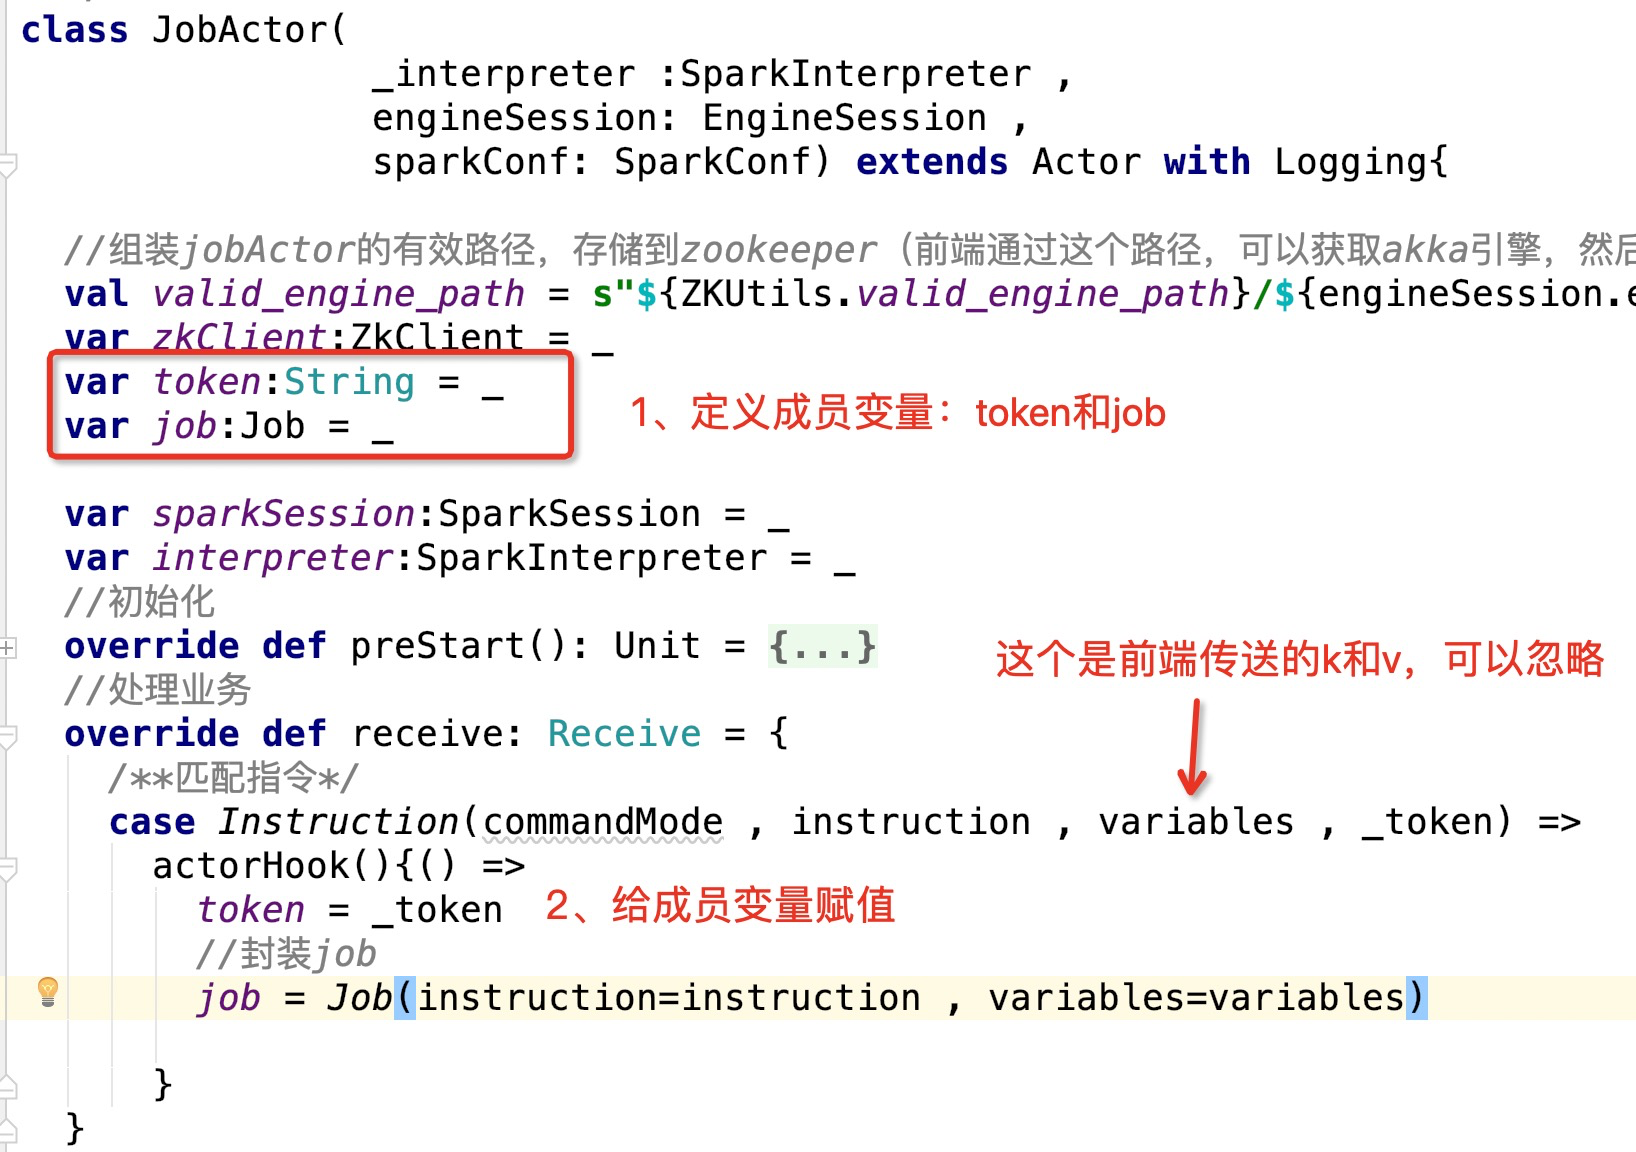 class JobActor(
_interpreter :SparkInterpreter ,
engineSession: EngineSession ,
sparkConf: SparkConf) extends Actor with Logging{
//组装jobActor的有效路径，存储到zookeeper（前端通过这个路径，可以获取akka引擎，然后
val valid_engine_path = s"${ZKUtils.valid_engine_path}/${engineSession.e
var zkClient:ZkClient = _
var token:String = _
var job:Job = _
1、定义成员变量：token和job
var sparkSession:SparkSession = _
var interpreter:SparkInterpreter = _
//初始化
override def preStart(): Unit = {...}
这个是前端传送的k和v，可以忽略
//处理业务
override def receive: Receive = {
/**匹配指令*/
case Instruction(commandMode , instruction , variables , _token) =>
actorHook(){() =>
token = _token 2、给成员变量赋值
//封装job
job = Job(instruction=instruction , variables=variables)
}
}